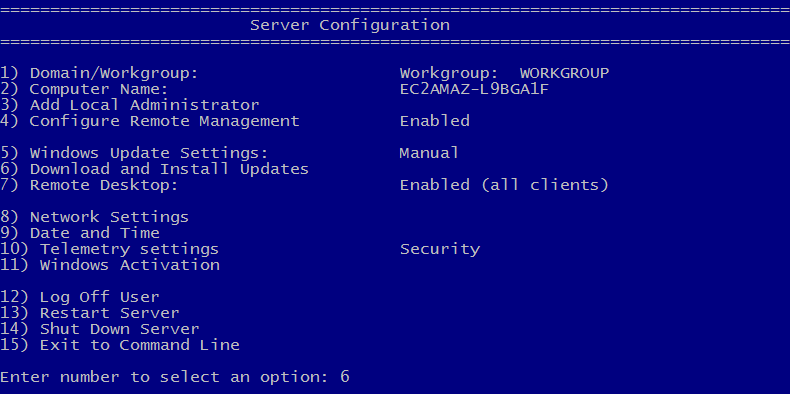 ===============================================================================
                         Server Configuration
===============================================================================
1) Domain/Workgroup:                    Workgroup:  WORKGROUP
2) Computer Name:                       EC2AMAZ-L9BGA1F
3) Add Local Administrator
4) Configure Remote Management          Enabled
5) Windows Update Settings:             Manual
6) Download and Install Updates
7) Remote Desktop:                      Enabled (all clients)
8) Network Settings
9) Date and Time
10) Telemetry settings                  Security
11) Windows Activation
12) Log Off User
13) Restart Server
14) Shut Down Server
15) Exit to Command Line
Enter number to select an option: 6